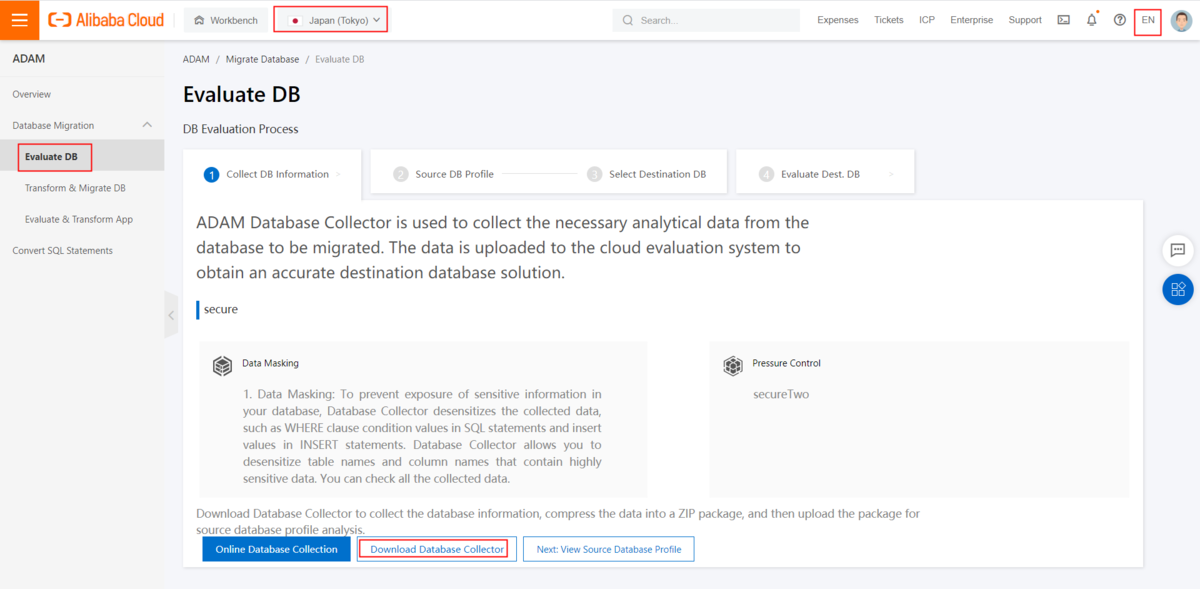 Alibaba Cloud
Workbench
Japan (Tokyo)
Search...
Expenses
Tickets
ICP
Enterprise
Support
EN
ADAM
Overview
Database Migration
Evaluate DB
Transform & Migrate DB
Evaluate & Transform App
Convert SQL Statements
ADAM / Migrate Database / Evaluate DB
Evaluate DB
DB Evaluation Process
1 Collect DB Information
2 Source DB Profile
3 Select Destination DB
4 Evaluate Dest. DB
ADAM Database Collector is used to collect the necessary analytical data from the
database to be migrated. The data is uploaded to the cloud evaluation system to
obtain an accurate destination database solution.
secure
Data Masking
1. Data Masking: To prevent exposure of sensitive information in
your database, Database Collector desensitizes the collected data,
such as WHERE clause condition values in SQL statements and insert
values in INSERT statements. Database Collector allows you to
desensitize table names and column names that contain highly
sensitive data. You can check all the collected data.
Pressure Control
secureTwo
Download Database Collector to collect the database information, compress the data into a ZIP package, and then upload the package for
source database profile analysis.
Online Database Collection
Download Database Collector
Next: View Source Database Profile